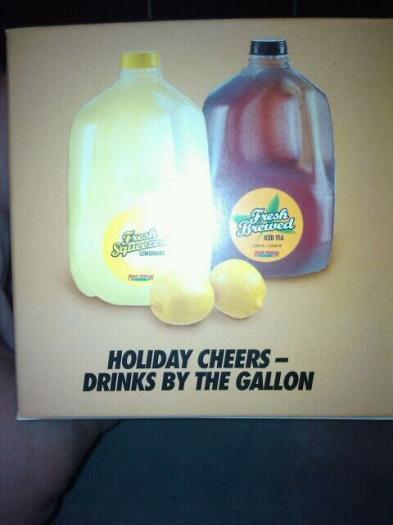 Fresh
Squeezed
LEMONADE
Fresh
Brewed
ICED TEA
HOLIDAY CHEERS –
DRINKS BY THE GALLON